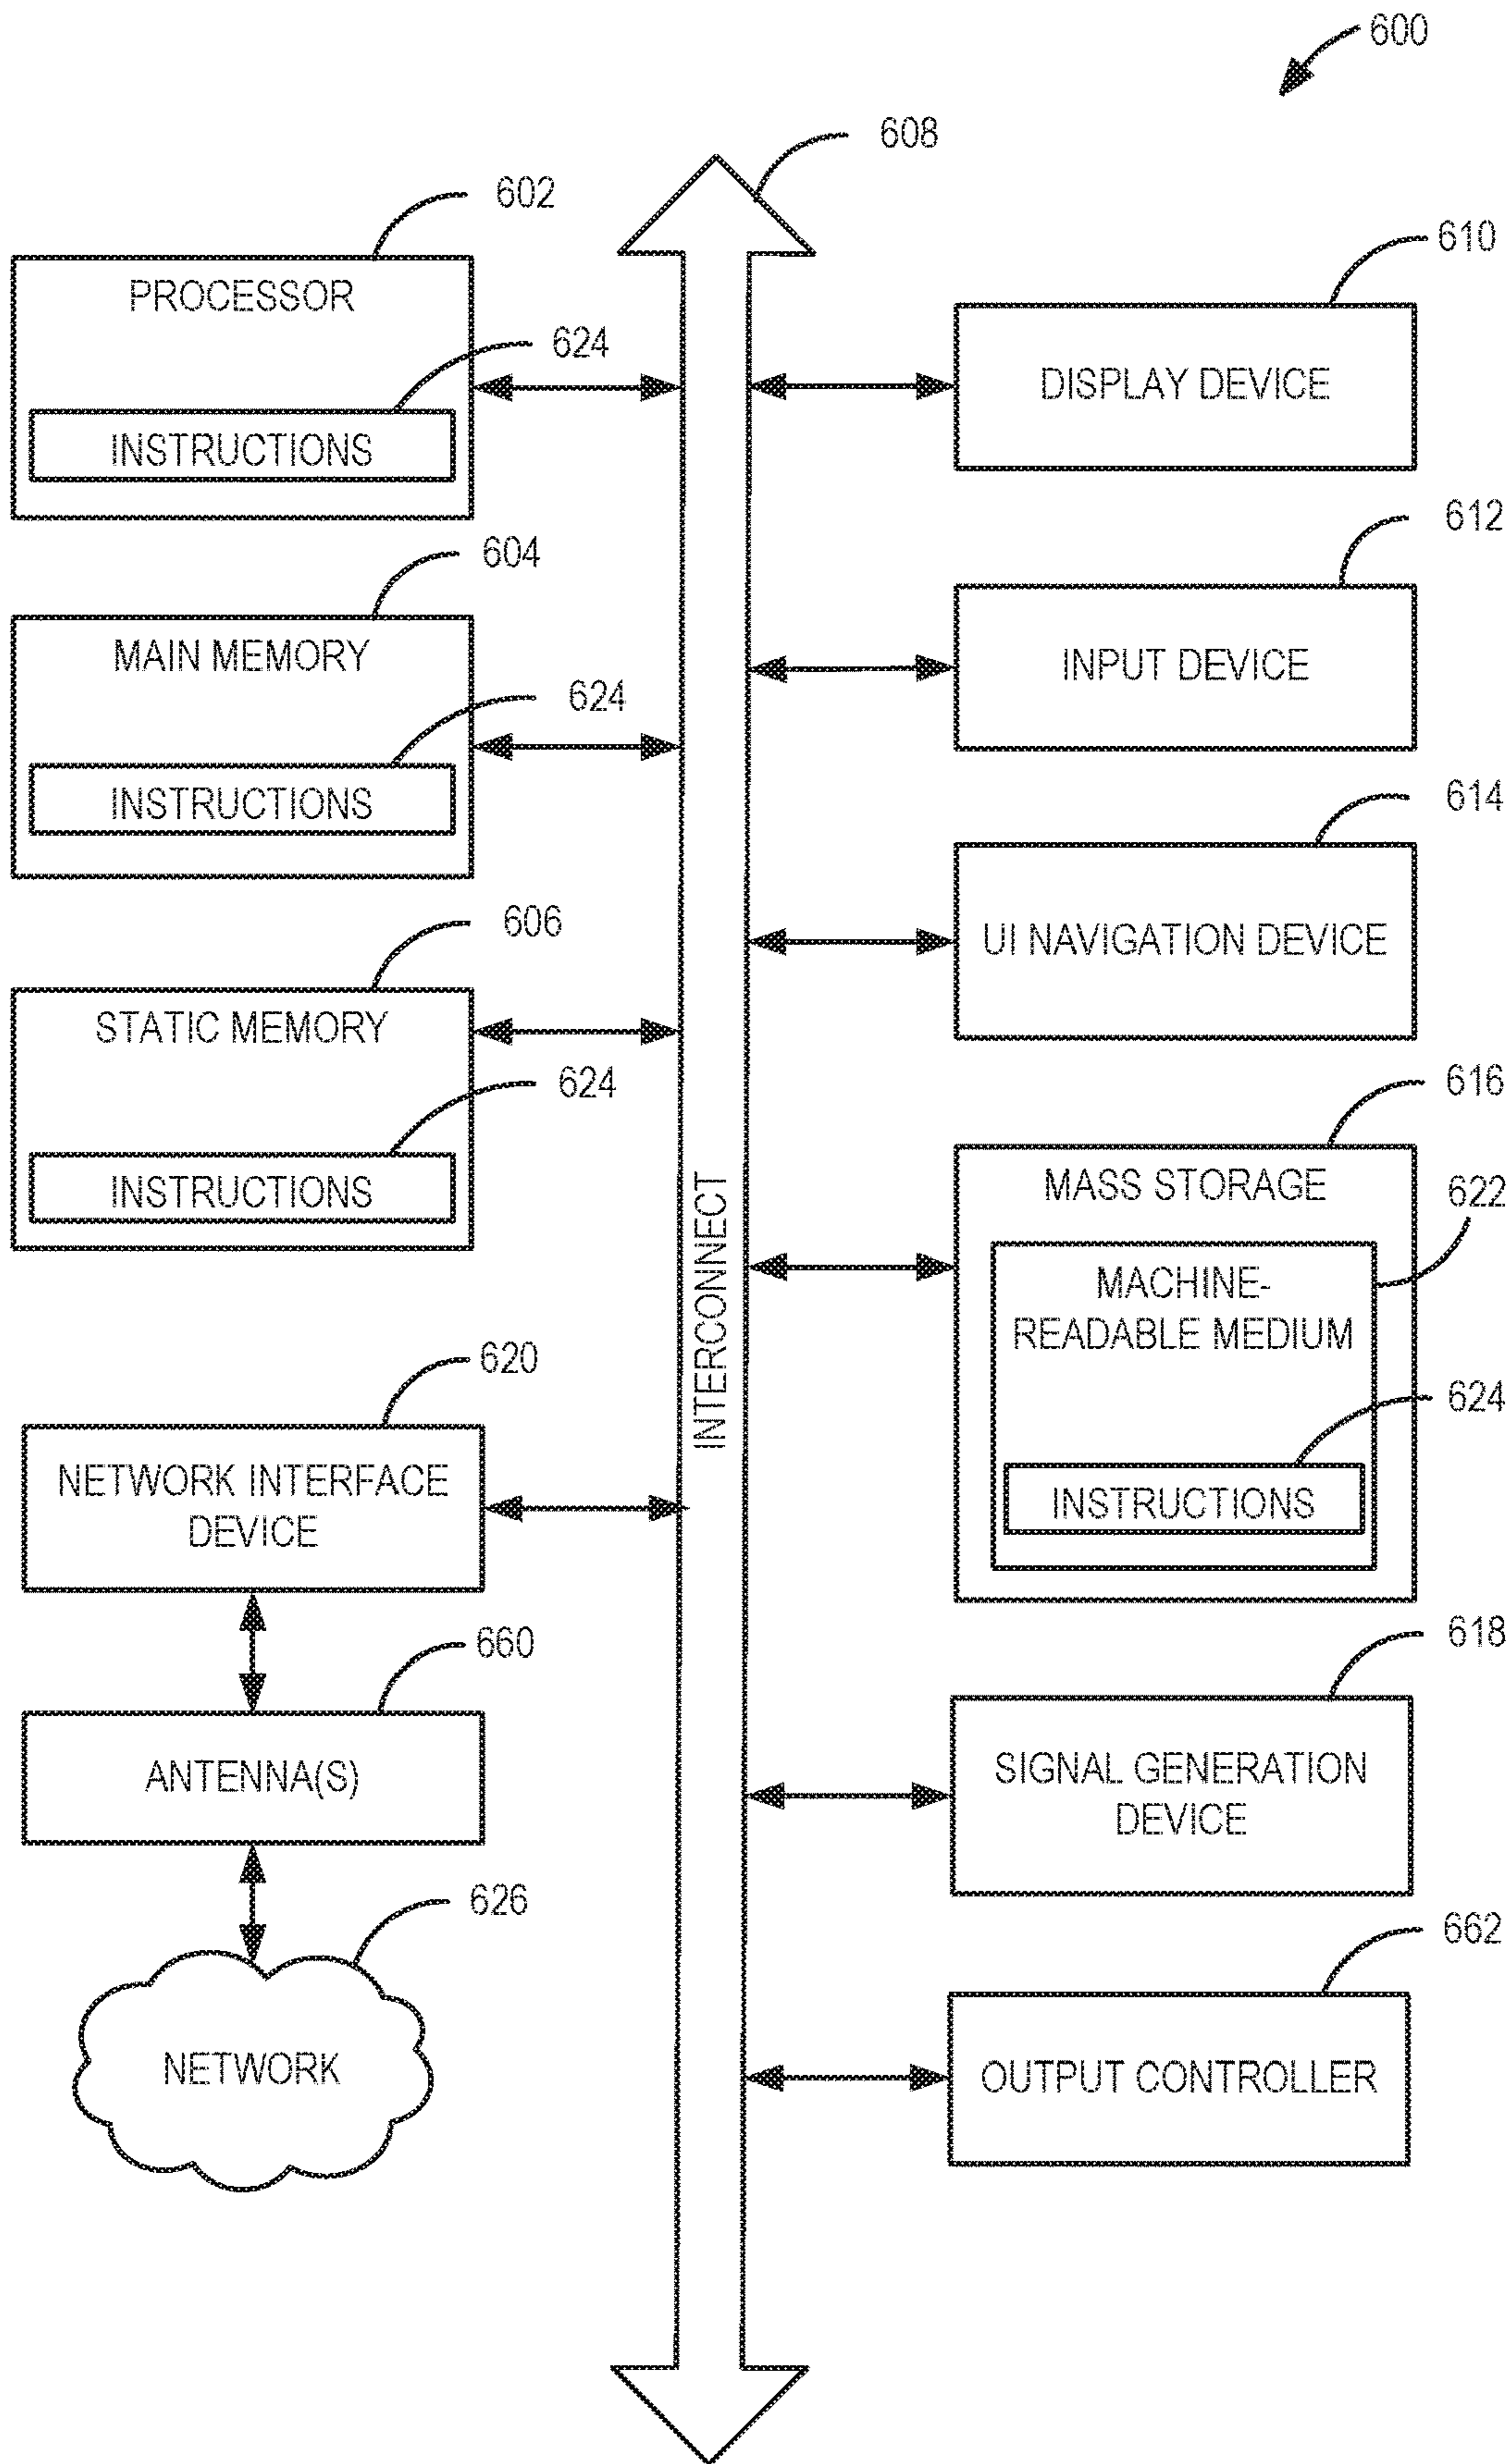 600
608
602
PROCESSOR
624
INSTRUCTIONS
604
MAIN MEMORY
624
INSTRUCTIONS
606
STATIC MEMORY
624
INSTRUCTIONS
620
NETWORK INTERFACE
DEVICE
660
ANTENNA(S)
626
NETWORK
INTERCONNECT
610
DISPLAY DEVICE
612
INPUT DEVICE
614
UI NAVIGATION DEVICE
616
MASS STORAGE
622
MACHINE-
READABLE MEDIUM
624
INSTRUCTIONS
618
SIGNAL GENERATION
DEVICE
662
OUTPUT CONTROLLER